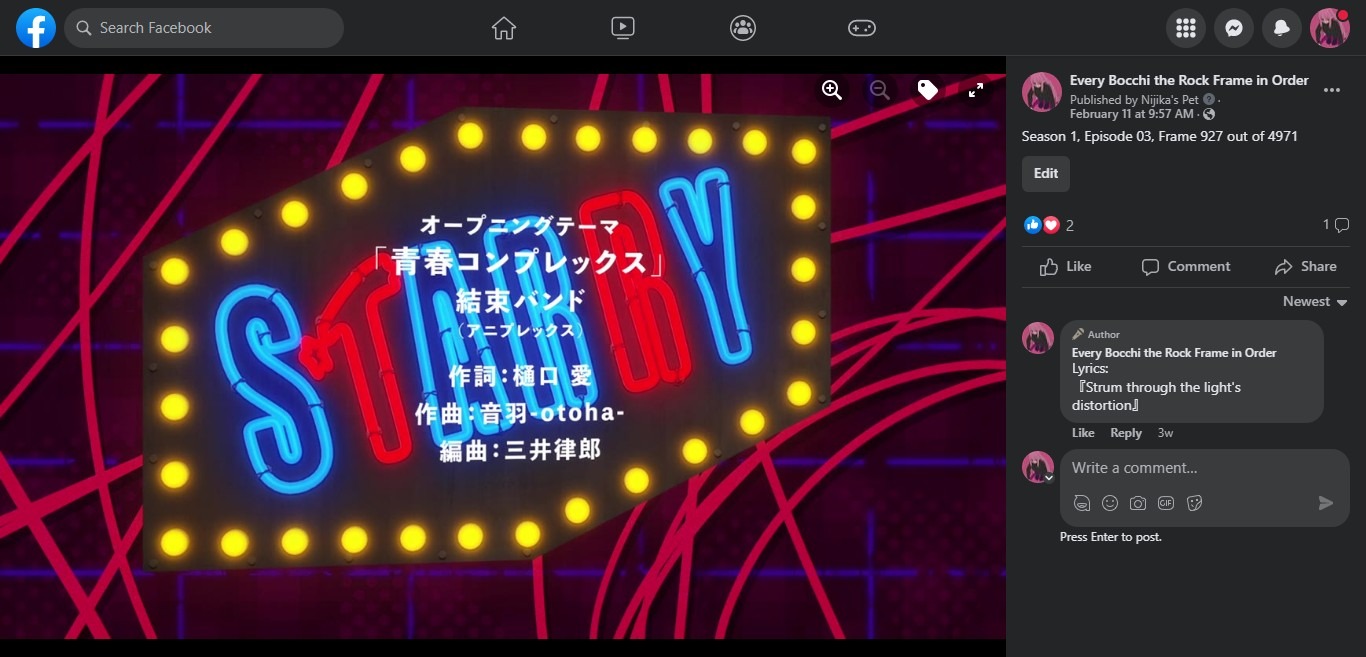 Search Facebook
STARRY
オープニングテーマ
「青春コンプレックス」
結束バンド
(アニプレックス)
作詞:樋口 愛
作曲:音羽-otoha-
編曲:三井律郎
Every Bocchi the Rock Frame in Order
Published by Nijika's Pet ·
February 11 at 9:57 AM ·
Season 1, Episode 03, Frame 927 out of 4971
Edit
2
1
Like Comment Share
Newest
Author
Every Bocchi the Rock Frame in Order
Lyrics:
『Strum through the light's
distortion』
Like Reply 3w
Write a comment...
GIF
Press Enter to post.